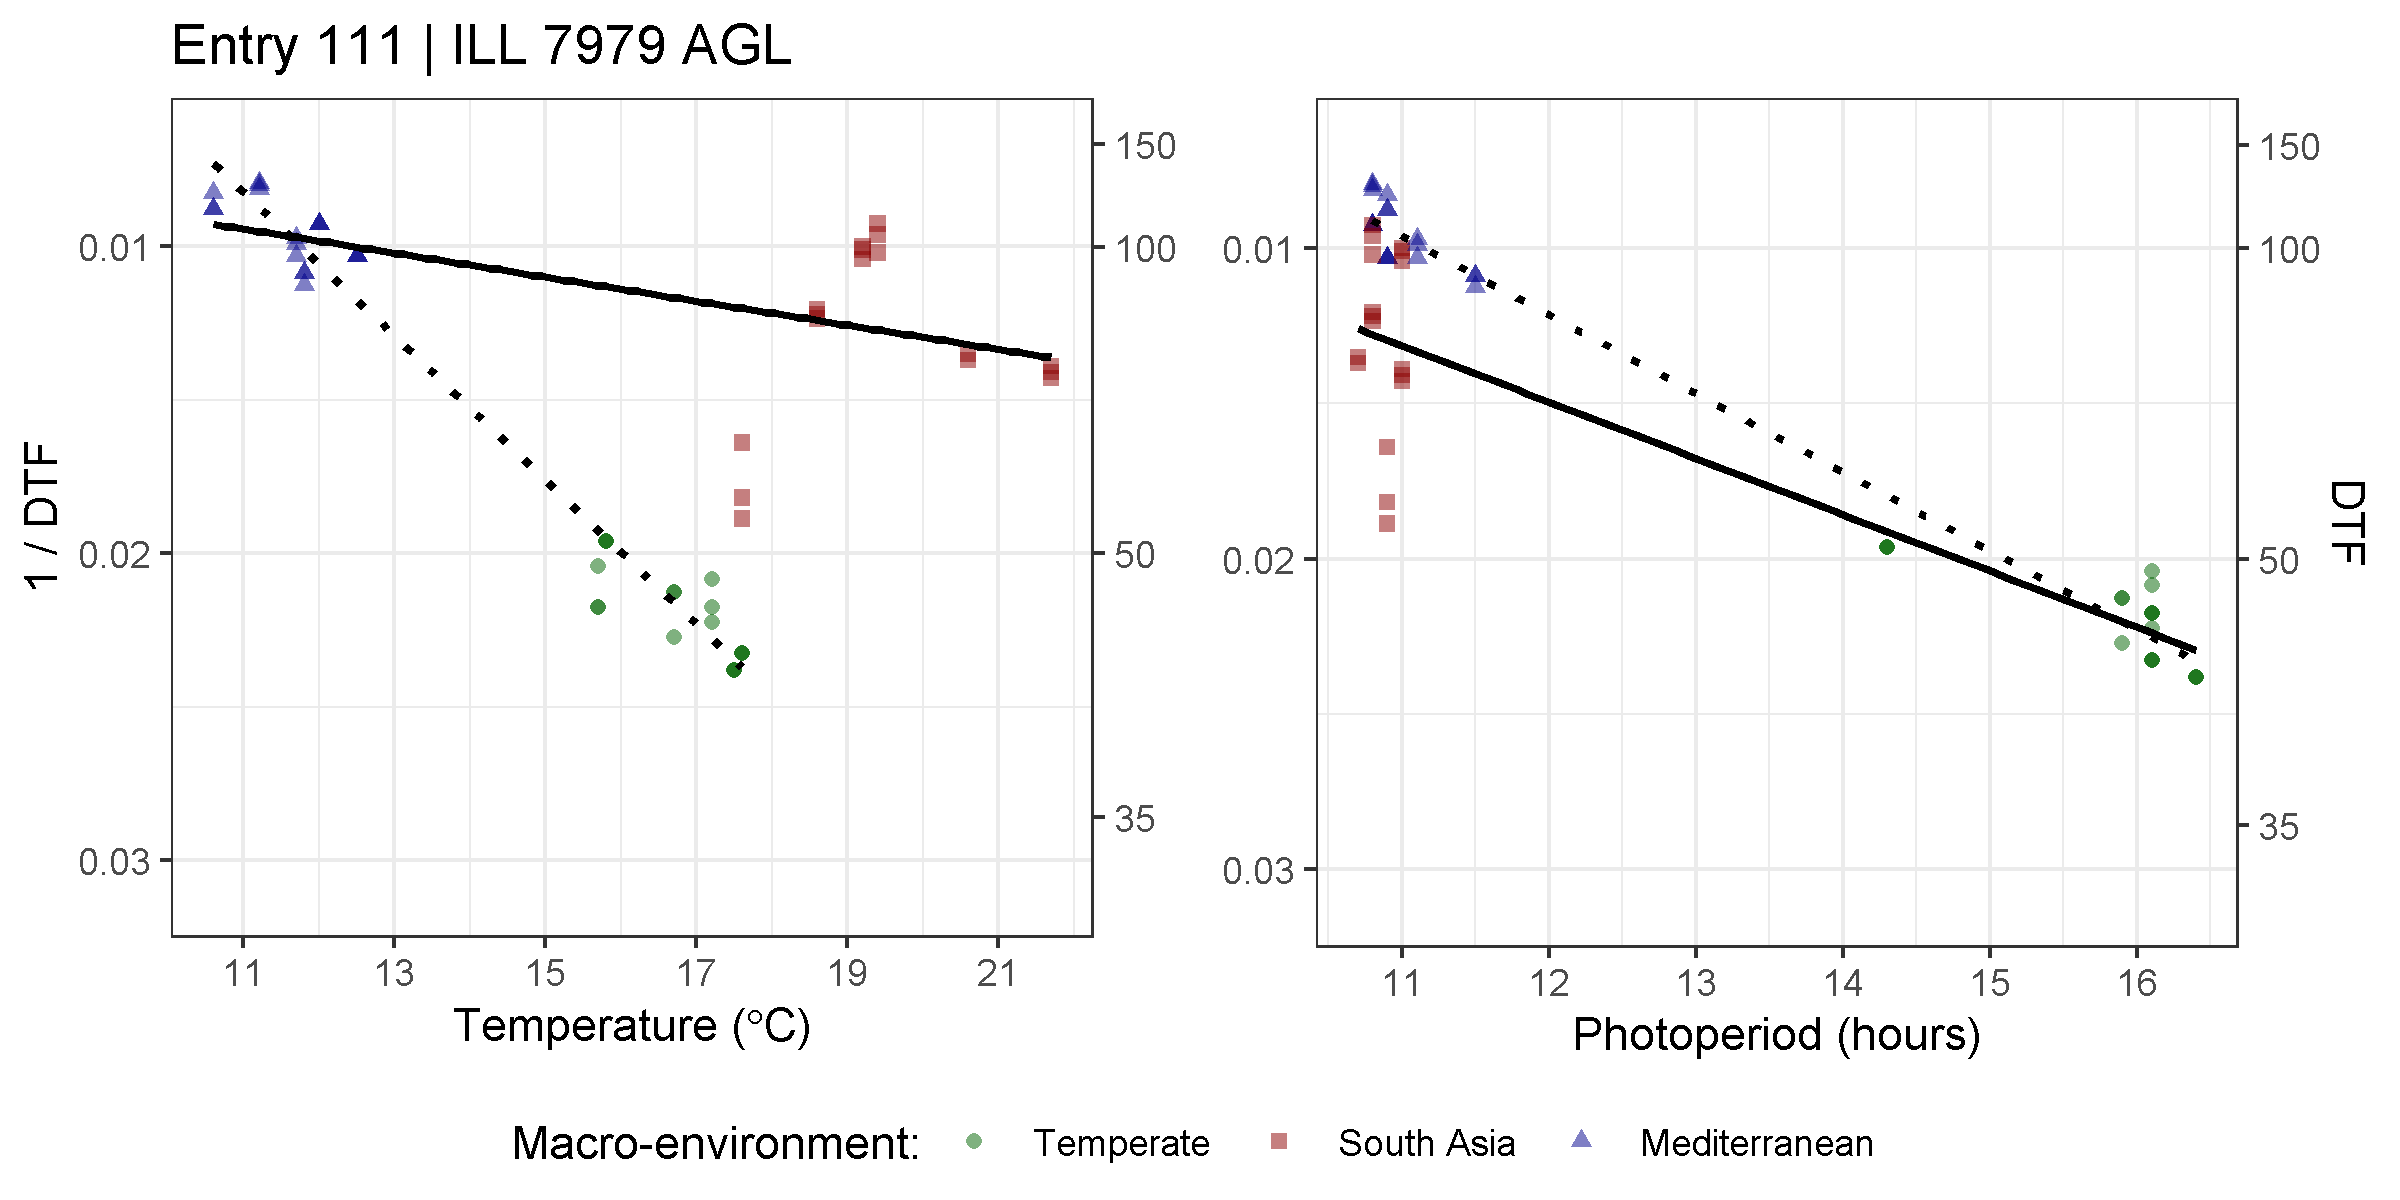 Entry 111 | ILL 7979 AGL
1 / DTF
0.01
0.02
0.03
150
100
50
35
11 13 15 17 19 21
Temperature (°C)
0.01
0.02
0.03
150
100
50
35
DTF
11 12 13 14 15 16
Photoperiod (hours)
Macro-environment: Temperate South Asia Mediterranean